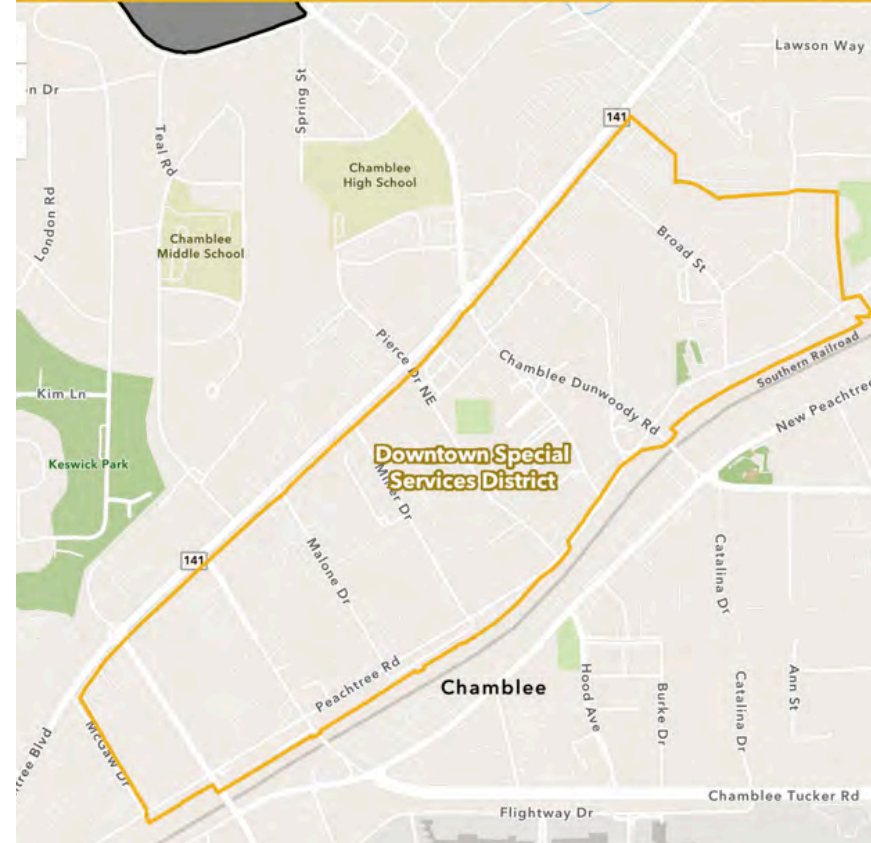 Lawson Way
n Dr
141
Spring St
Teal Rd
Chamblee
High School
London Rd
Chamblee
Middle School
Broad St
Pierce Dr NE
Chamblee Dunwoody Rd
Southern Railroad
Kim Ln
New Peachtree
Keswick Park
Downtown Special
Services District
Miner Dr
141
Malone Dr
Catalina Dr
Peachtree Rd
Chamblee
Hood Ave
Burke Dr
Catalina Dr
Ann St
McGaw Dr
tree Blvd
Chamblee Tucker Rd
Flightway Dr